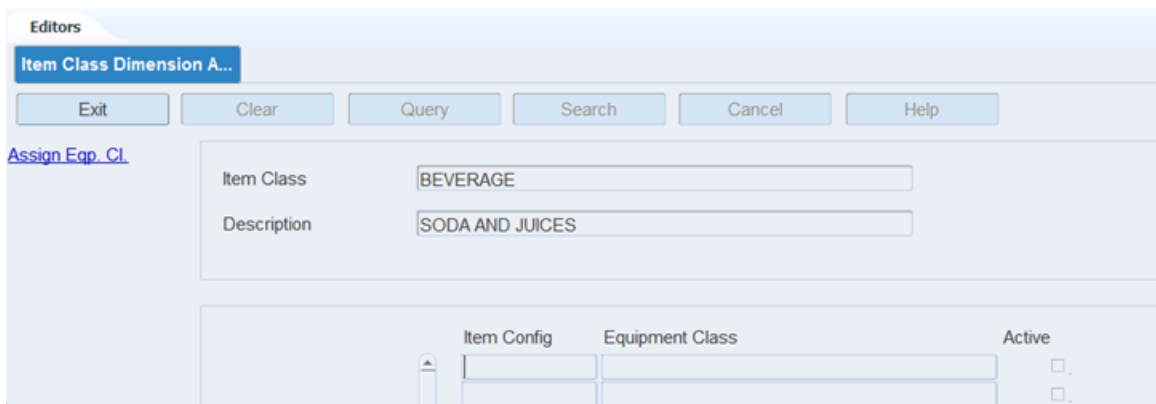 Editors
Item Class Dimension A...
Exit Clear Query Search Cancel Help
Assign Eqp. Cl.
Item Class BEVERAGE
Description SODA AND JUICES
Item Config Equipment Class Active